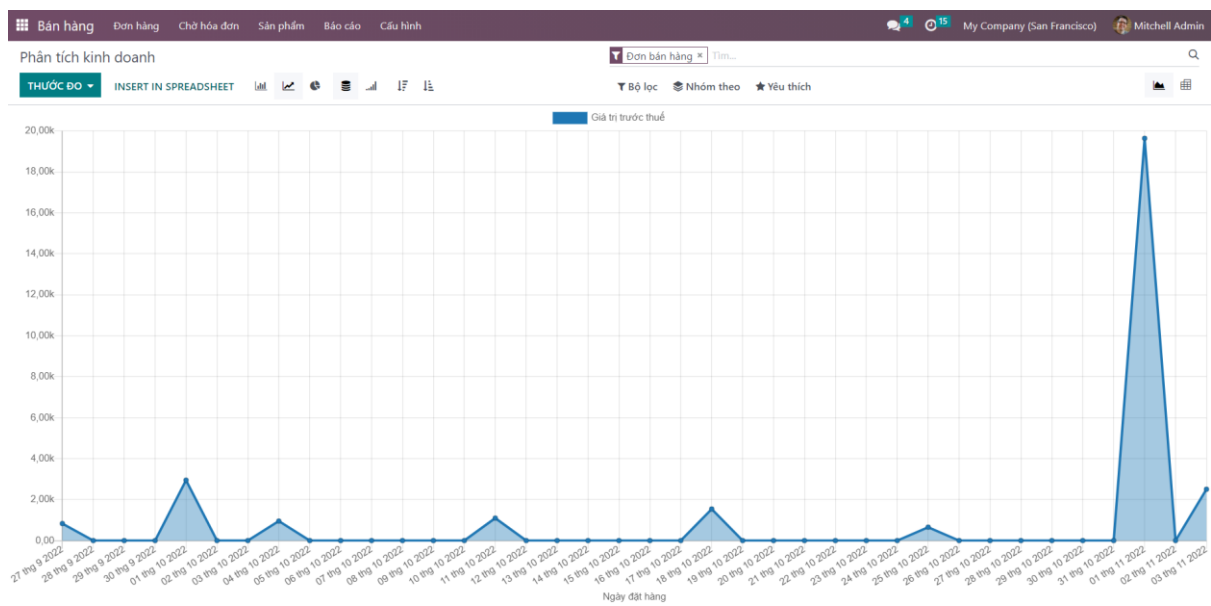 Bán hàng Đơn hàng Chờ hóa đơn Sản phẩm Báo cáo Cấu hình 4 15 My Company (San Francisco) Mitchell Admin
Phân tích kinh doanh Đơn bán hàng × Tìm...
THƯỚC ĐO INSERT IN SPREADSHEET Bộ lọc Nhóm theo Yêu thích
Giá trị trước thuế
20,00k
18,00k
16,00k
14,00k
12,00k
10,00k
8,00k
6,00k
4,00k
2,00k
0,00
27 thg 9 2022
28 thg 9 2022
29 thg 9 2022
30 thg 9 2022
01 thg 10 2022
02 thg 10 2022
03 thg 10 2022
04 thg 10 2022
05 thg 10 2022
06 thg 10 2022
07 thg 10 2022
08 thg 10 2022
09 thg 10 2022
10 thg 10 2022
11 thg 10 2022
12 thg 10 2022
13 thg 10 2022
14 thg 10 2022
15 thg 10 2022
16 thg 10 2022
17 thg 10 2022
18 thg 10 2022
19 thg 10 2022
20 thg 10 2022
21 thg 10 2022
22 thg 10 2022
23 thg 10 2022
24 thg 10 2022
25 thg 10 2022
26 thg 10 2022
27 thg 10 2022
28 thg 10 2022
29 thg 10 2022
30 thg 10 2022
31 thg 10 2022
01 thg 11 2022
02 thg 11 2022
03 thg 11 2022
Ngày đặt hàng